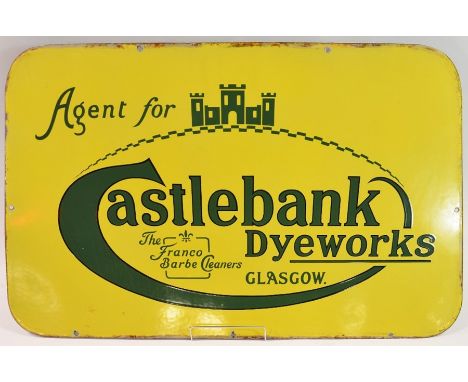 Agent for
Castlebank
Dyeworks
The
Franco
Barbe Cleaners
GLASGOW.